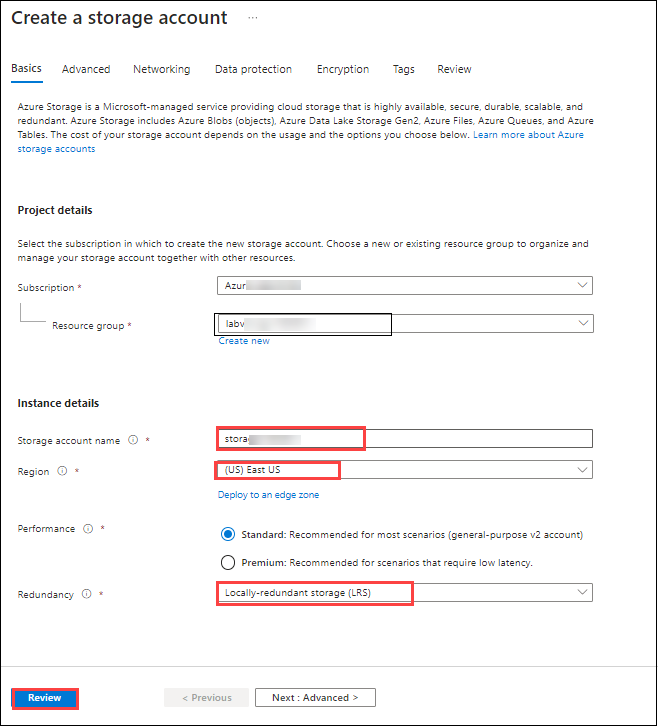 Create a storage account ...
Basics Advanced Networking Data protection Encryption Tags Review
Azure Storage is a Microsoft-managed service providing cloud storage that is highly available, secure, durable, scalable, and
redundant. Azure Storage includes Azure Blobs (objects), Azure Data Lake Storage Gen2, Azure Files, Azure Queues, and Azure
Tables. The cost of your storage account depends on the usage and the options you choose below. Learn more about Azure
storage accounts
Project details
Select the subscription in which to create the new storage account. Choose a new or existing resource group to organize and
manage your storage account together with other resources.
Subscription *
Resource group *
Create new
Instance details
Storage account name *
Region * (US) East US
Deploy to an edge zone
Performance * Standard: Recommended for most scenarios (general-purpose v2 account)
Premium: Recommended for scenarios that require low latency.
Redundancy * Locally-redundant storage (LRS)
Review < Previous Next : Advanced >